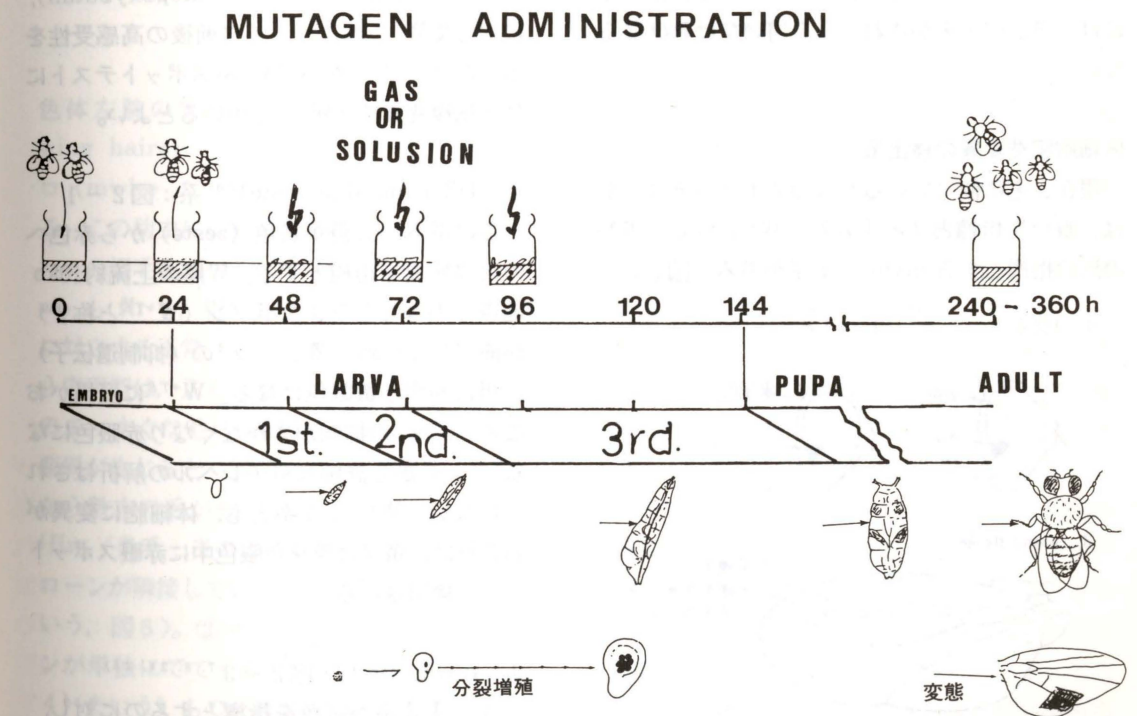 MUTAGEN ADMINISTRATION
GAS
OR
SOLUSION
0 24 48 72 96 120 144 240 - 360 h
EMBRYO LARVA PUPA ADULT
1st. 2nd. 3rd.
分裂増殖
変態